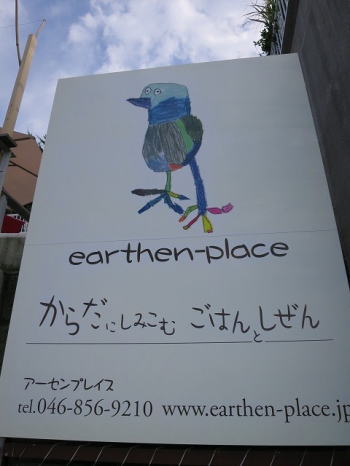 earthen-place
からだにしみこむ ごはんとしぜん
アーセンプレイス
tel.046-856-9210 www.earthen-place.jp